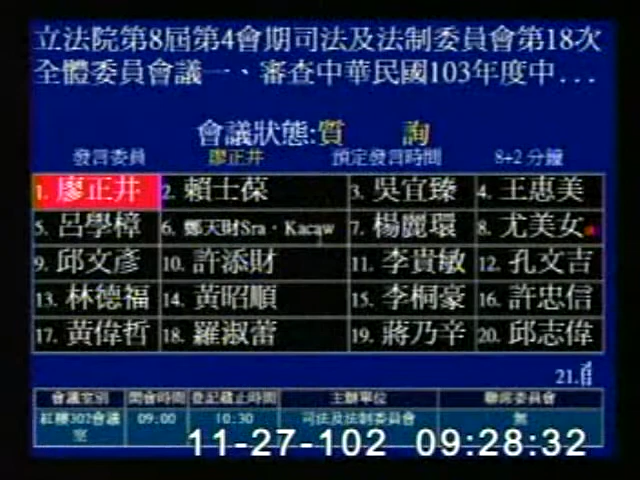 立法院第8屆第4會期司法及法制委員會第18次
全體委員會議一、審查中華民國103年度中...
會議狀態:質 詢
發言委員 廖正井 預定發言時間 8+2 分鐘
1. 廖正井 2. 賴士葆 3. 吳宜臻 4. 王惠美
5. 呂學樟 6. 鄭天財Sra．Kacaw 7. 楊麗環 8. 尤美女
9. 邱文彥 10. 許添財 11. 李貴敏 12. 孔文吉
13. 林德福 14. 黃昭順 15. 李桐豪 16. 許忠信
17. 黃偉哲 18. 羅淑蕾 19. 蔣乃辛 20. 邱志偉
21.
會議室別 開會時間 登記截止時間 主辦單位 聯席委員會
紅樓302會議室 09:00 10:30 司法及法制委員會 無
11-27-102 09:28:32